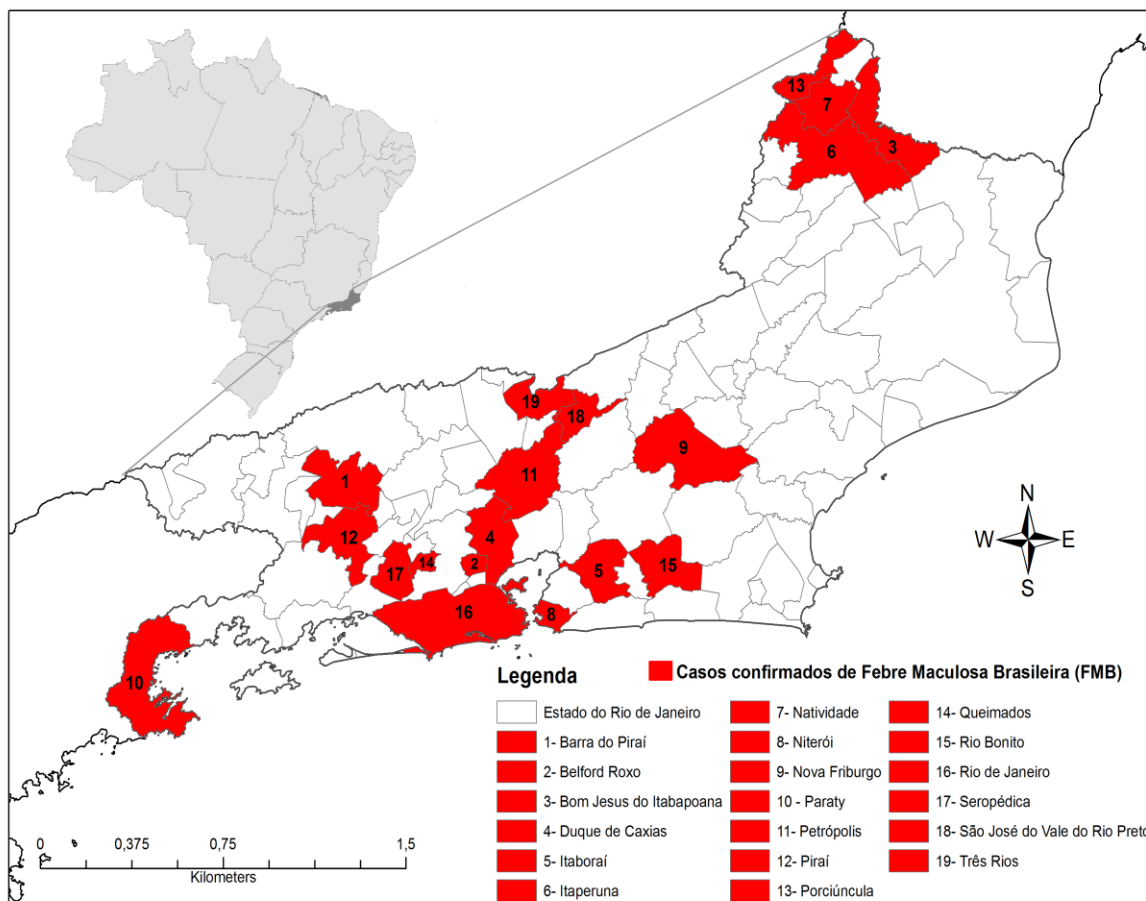 13
7
3
6
19
18
9
11
1
12
4
14
2
17
5
15
16
8
10
N
W E
S
Legenda
Casos confirmados de Febre Maculosa Brasileira (FMB)
Estado do Rio de Janeiro
1- Barra do Piraí
2- Belford Roxo
3- Bom Jesus do Itabapoana
4- Duque de Caxias
5- Itaboraí
6- Itaperuna
7- Natividade
8- Niterói
9- Nova Friburgo
10 - Paraty
11- Petrópolis
12- Piraí
13- Porciúncula
14- Queimados
15- Rio Bonito
16- Rio de Janeiro
17- Seropédica
18- São José do Vale do Rio Preto
19- Três Rios
0 0,375 0,75 1,5
Kilometers